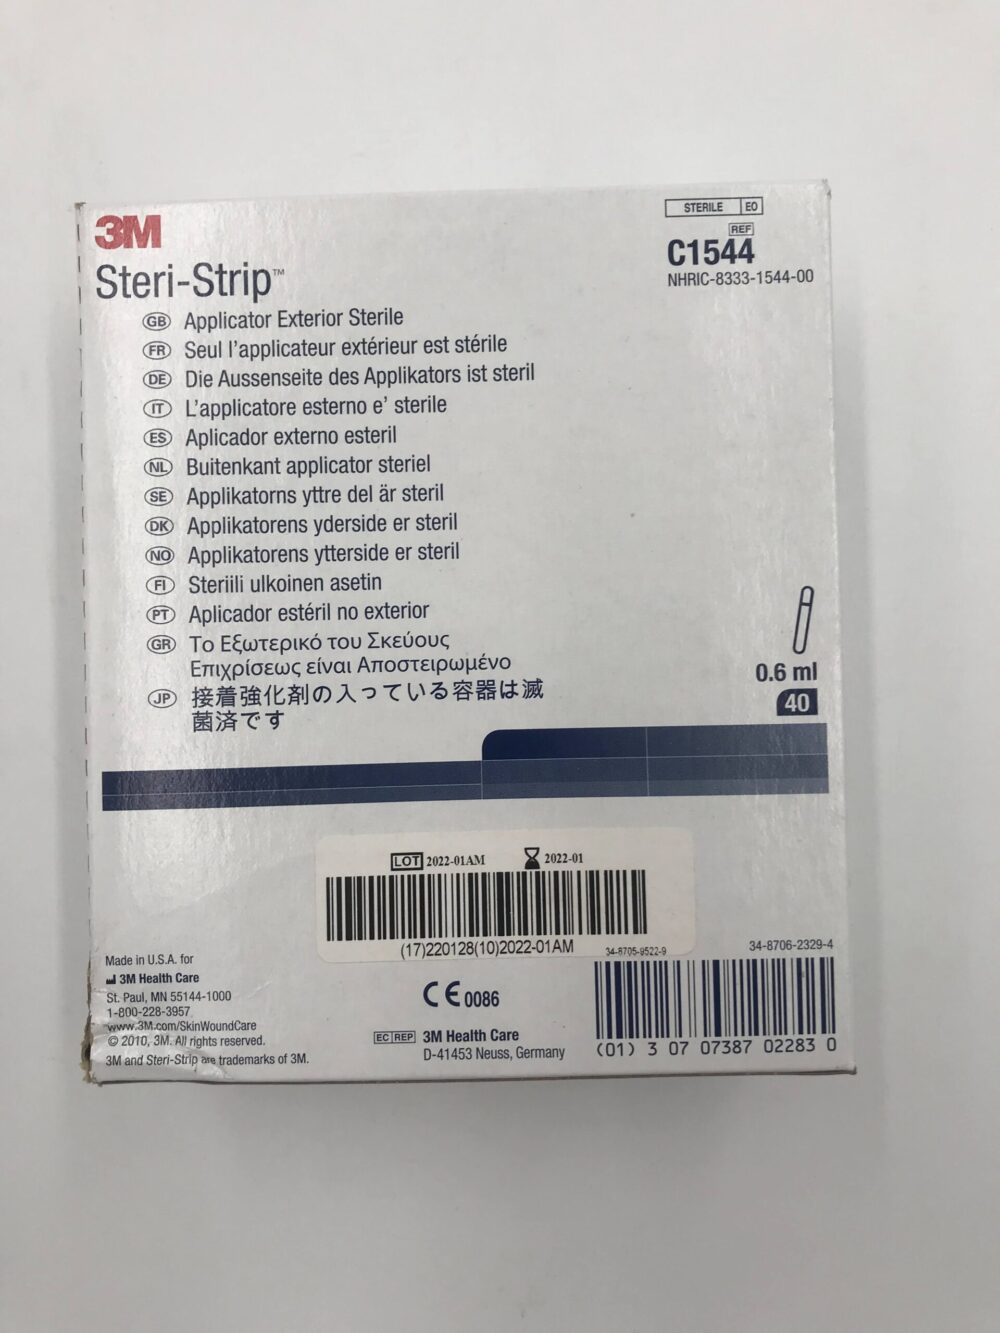 3M
Steri-Strip™
STERILE EO
REF
C1544
NHRIC-8333-1544-00
GB Applicator Exterior Sterile
FR Seul l'applicateur extérieur est stérile
DE Die Aussenseite des Applikators ist steril
IT L'applicatore esterno e' sterile
ES Aplicador externo esteril
NL Buitenkant applicator steriel
SE Applikatorns yttre del är steril
DK Applikatorens yderside er steril
NO Applikatorens ytterside er steril
FI Steriili ulkoinen asetin
PT Aplicador estéril no exterior
GR Το Εξωτερικό του Σκεύους
Επιχρίσεως είναι Αποστειρωμένο
JP 接着強化剤の入っている容器は滅
菌済です
0.6 ml
40
LOT 2022-01AM 2022-01
(17)220128(10)2022-01AM
34-8705-9522-9
34-8706-2329-4
Made in U.S.A. for
3M Health Care
St. Paul, MN 55144-1000
1-800-228-3957
www.3M.com/SkinWoundCare
© 2010, 3M. All rights reserved.
3M and Steri-Strip are trademarks of 3M.
CE 0086
EC REP 3M Health Care
D-41453 Neuss, Germany
(01) 3 07 07387 02283 0